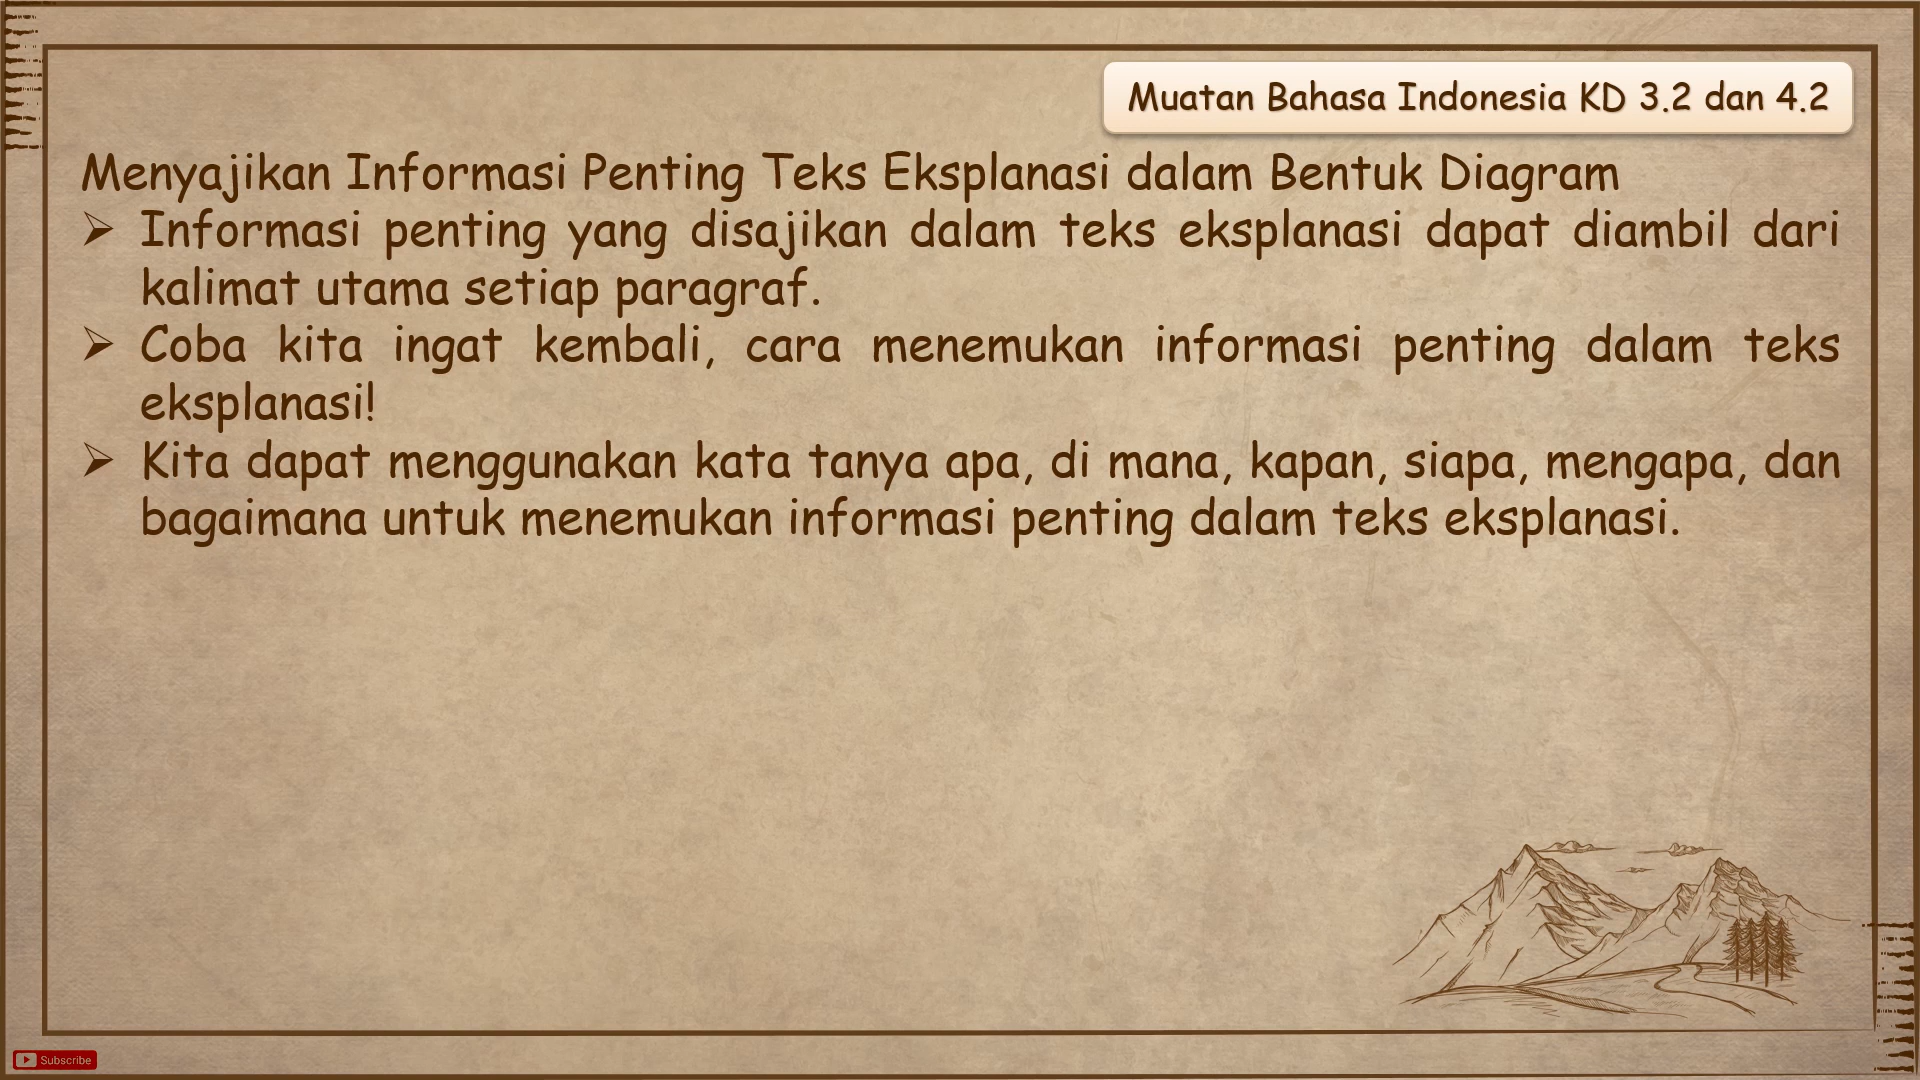 Muatan Bahasa Indonesia KD 3.2 dan 4.2
Menyajikan Informasi Penting Teks Eksplanasi dalam Bentuk Diagram
➢ Informasi penting yang disajikan dalam teks eksplanasi dapat diambil dari
kalimat utama setiap paragraf.
➢ Coba kita ingat kembali, cara menemukan informasi penting dalam teks
eksplanasi!
➢ Kita dapat menggunakan kata tanya apa, di mana, kapan, siapa, mengapa, dan
bagaimana untuk menemukan informasi penting dalam teks eksplanasi.
Subscribe